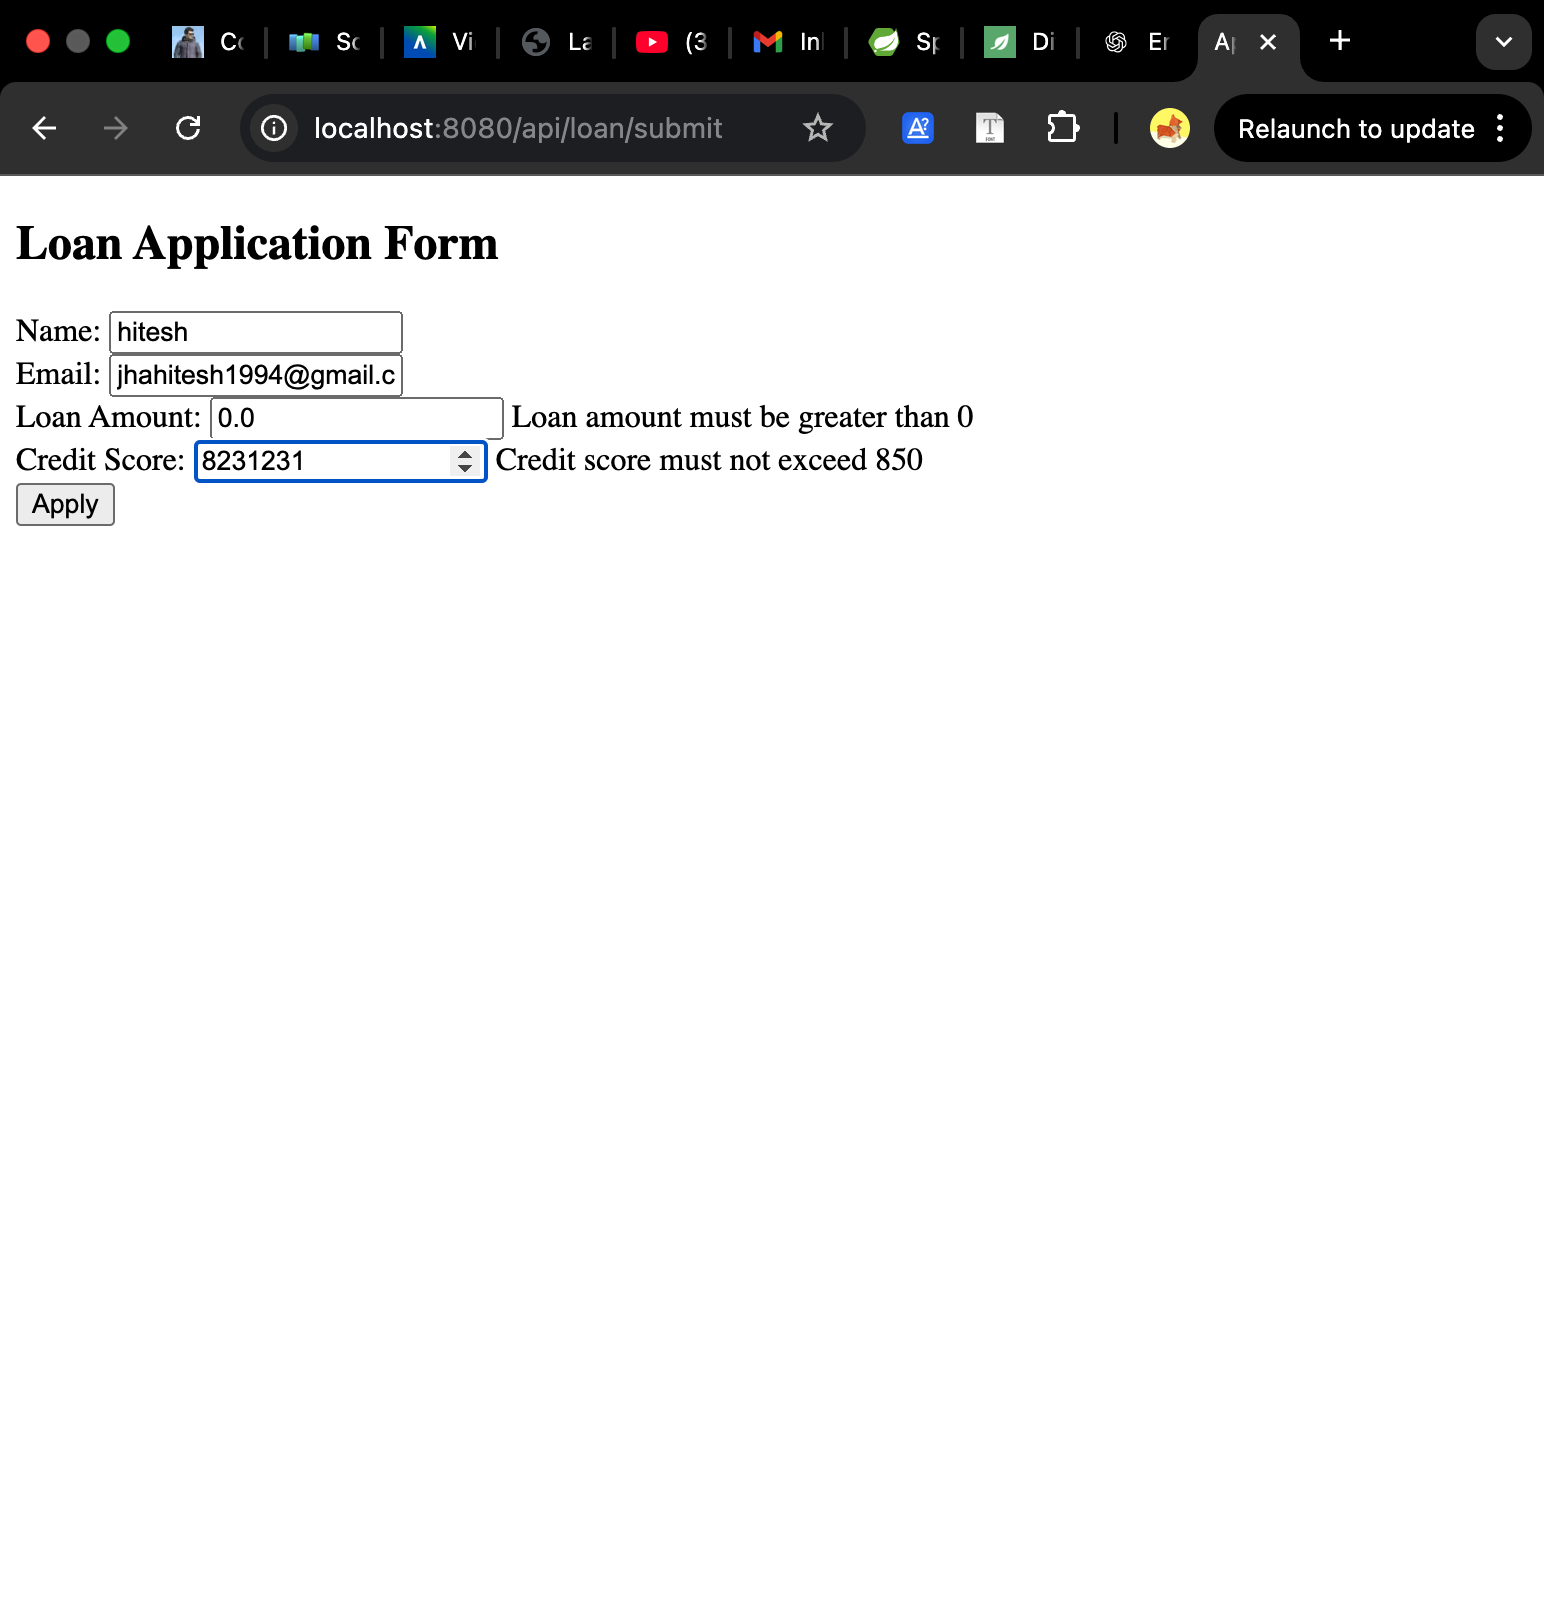 Co
Sc
Vi
La
(3
In
Sp
Di
Er
Ap
localhost:8080/api/loan/submit
Relaunch to update
Loan Application Form
Name: hitesh
Email: jhahitesh1994@gmail.c
Loan Amount: 0.0 Loan amount must be greater than 0
Credit Score: 8231231 Credit score must not exceed 850
Apply